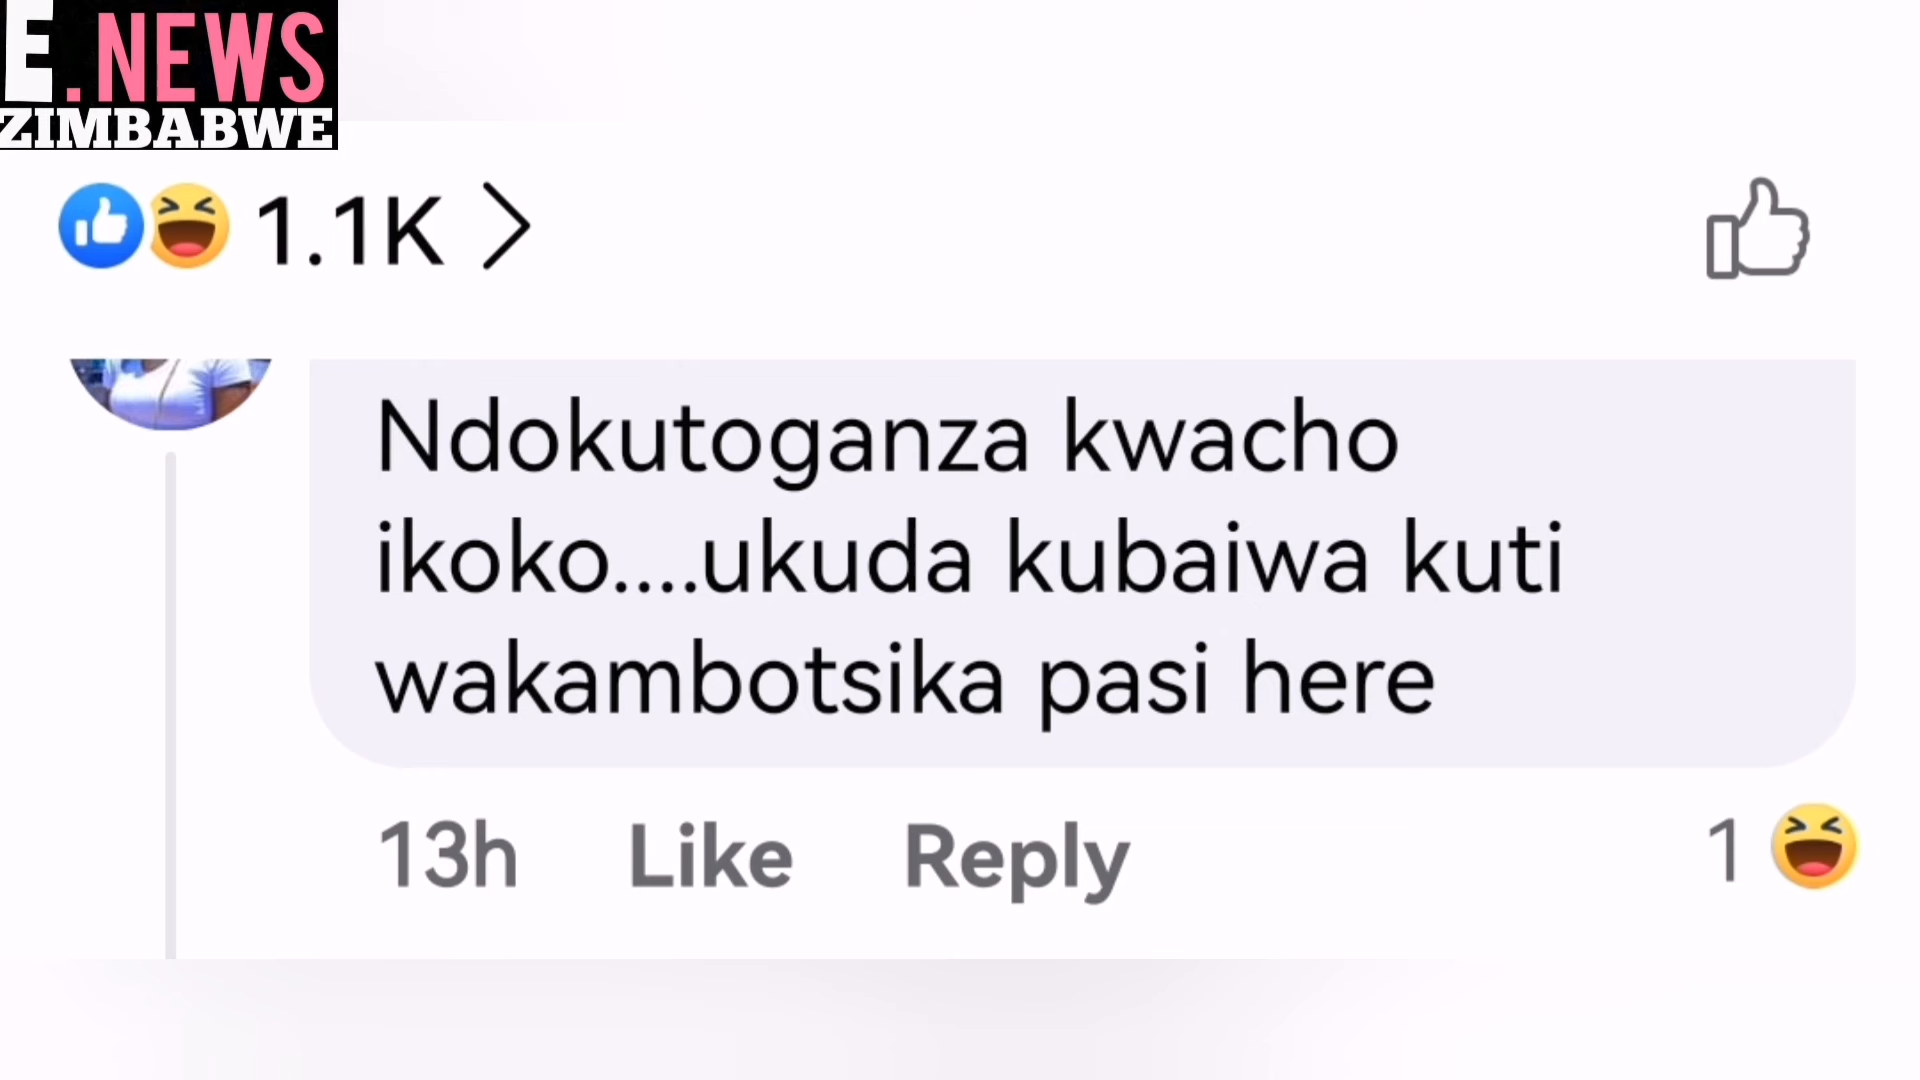 E.NEWS
ZIMBABWE
1.1K
Ndokutoganza kwacho
ikoko....ukuda kubaiwa kuti
wakambotsika pasi here
13h Like Reply 1